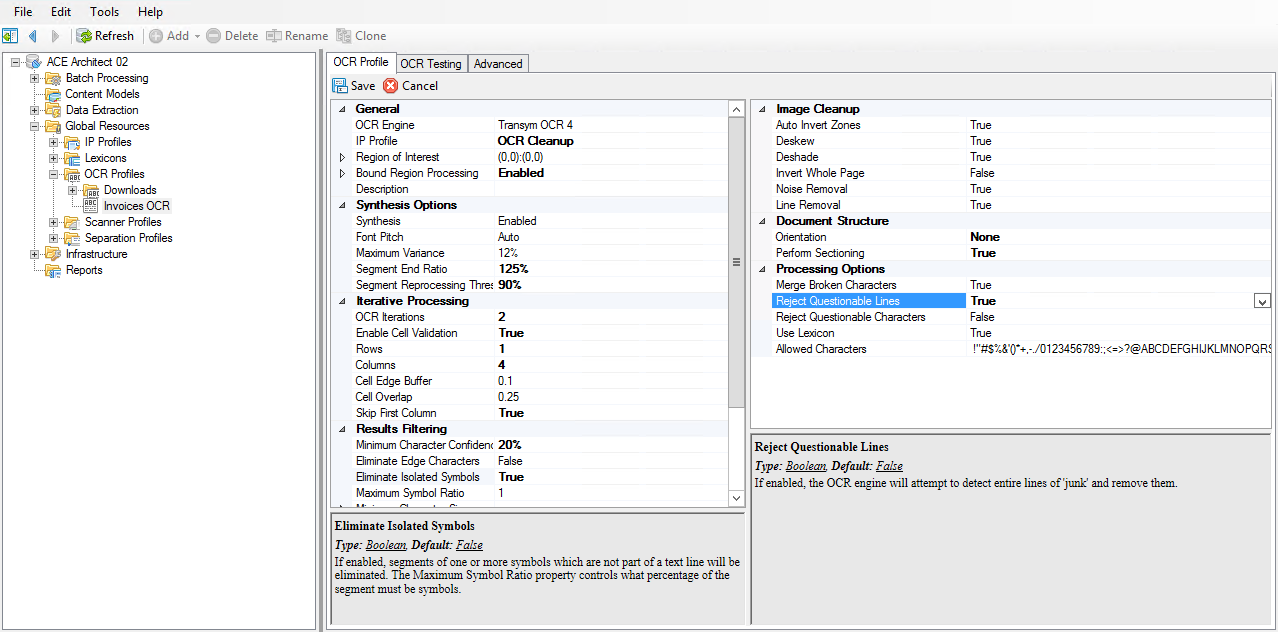 File Edit Tools Help
Refresh Add Delete Rename Clone
ACE Architect 02
Batch Processing
Content Models
Data Extraction
Global Resources
IP Profiles
Lexicons
OCR Profiles
Downloads
Invoices OCR
Scanner Profiles
Separation Profiles
Infrastructure
Reports
OCR Profile OCR Testing Advanced
Save Cancel
General
OCR Engine Transym OCR 4
IP Profile OCR Cleanup
Region of Interest (0,0):(0,0)
Bound Region Processing Enabled
Description
Synthesis Options
Synthesis Enabled
Font Pitch Auto
Maximum Variance 12%
Segment End Ratio 125%
Segment Reprocessing Thres 90%
Iterative Processing
OCR Iterations 2
Enable Cell Validation True
Rows 1
Columns 4
Cell Edge Buffer 0.1
Cell Overlap 0.25
Skip First Column True
Results Filtering
Minimum Character Confidenc 20%
Eliminate Edge Characters False
Eliminate Isolated Symbols True
Maximum Symbol Ratio 1
Eliminate Isolated Symbols
Type: Boolean, Default: False
If enabled, segments of one or more symbols which are not part of a text line will be
eliminated. The Maximum Symbol Ratio property controls what percentage of the
segment must be symbols.
Image Cleanup
Auto Invert Zones True
Deskew True
Deshade True
Invert Whole Page False
Noise Removal True
Line Removal True
Document Structure
Orientation None
Perform Sectioning True
Processing Options
Merge Broken Characters True
Reject Questionable Lines True
Reject Questionable Characters False
Use Lexicon True
Allowed Characters !"#$%&'()*+,-./0123456789:;<=>?@ABCDEFGHIJKLMNOPQRS
Reject Questionable Lines
Type: Boolean, Default: False
If enabled, the OCR engine will attempt to detect entire lines of 'junk' and remove them.